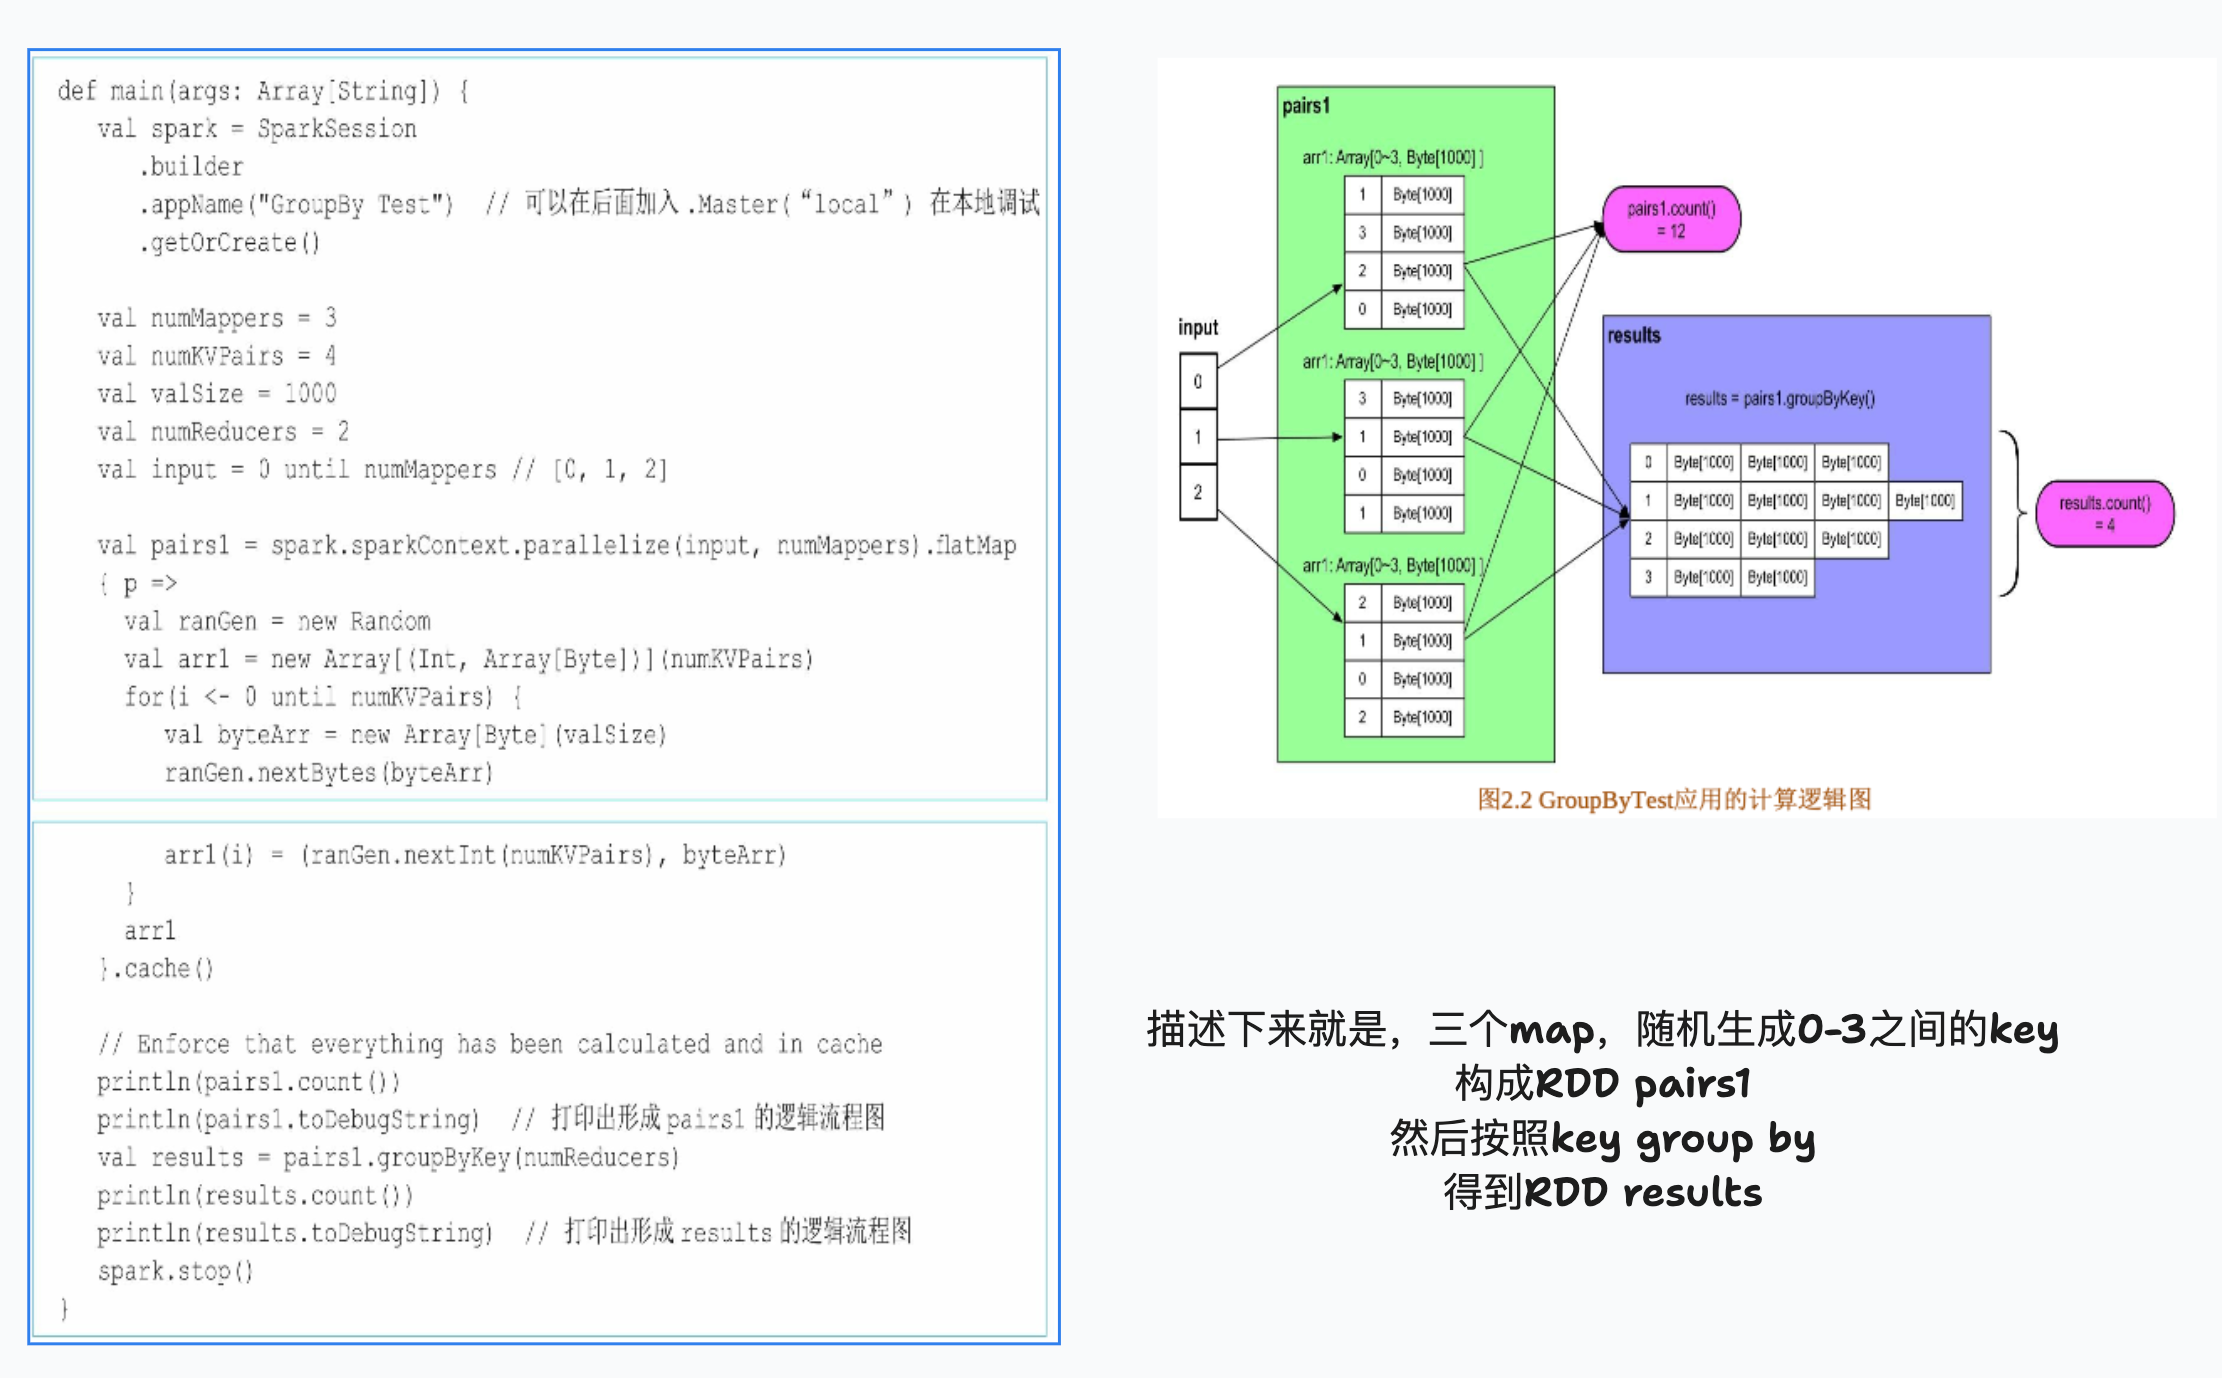 def main(args: Array[String]) {
val spark = SparkSession
.builder
.appName("GroupBy Test") // 可以在后面加入 .Master(“local”) 在本地调试
.getOrCreate()
val numMappers = 3
val numKVPairs = 4
val valSize = 1000
val numReducers = 2
val input = 0 until numMappers // [0, 1, 2]
val pairs1 = spark.sparkContext.parallelize(input, numMappers).flatMap
{ p =>
val ranGen = new Random
val arr1 = new Array[(Int, Array[Byte])](numKVPairs)
for(i <- 0 until numKVPairs) {
val byteArr = new Array[Byte](valSize)
ranGen.nextBytes(byteArr)
arr1(i) = (ranGen.nextInt(numKVPairs), byteArr)
}
arr1
}.cache()
// Enforce that everything has been calculated and in cache
println(pairs1.count())
println(pairs1.toDebugString) // 打印出形成 pairs1 的逻辑流程图
val results = pairs1.groupByKey(numReducers)
println(results.count())
println(results.toDebugString) // 打印出形成 results 的逻辑流程图
spark.stop()
}
input
0
1
2
pairs1
arr1: Array[0~3, Byte[1000] ]
1 Byte[1000]
3 Byte[1000]
2 Byte[1000]
0 Byte[1000]
arr1: Array[0~3, Byte[1000] ]
3 Byte[1000]
1 Byte[1000]
0 Byte[1000]
1 Byte[1000]
arr1: Array[0~3, Byte[1000] ]
2 Byte[1000]
1 Byte[1000]
0 Byte[1000]
2 Byte[1000]
pairs1.count()
= 12
results
results = pairs1.groupByKey()
0 Byte[1000] Byte[1000] Byte[1000]
1 Byte[1000] Byte[1000] Byte[1000] Byte[1000]
2 Byte[1000] Byte[1000] Byte[1000]
3 Byte[1000] Byte[1000]
results.count()
= 4
图2.2 GroupByTest应用的计算逻辑图
描述下来就是，三个map，随机生成0-3之间的key
构成RDD pairs1
然后按照key group by
得到RDD results